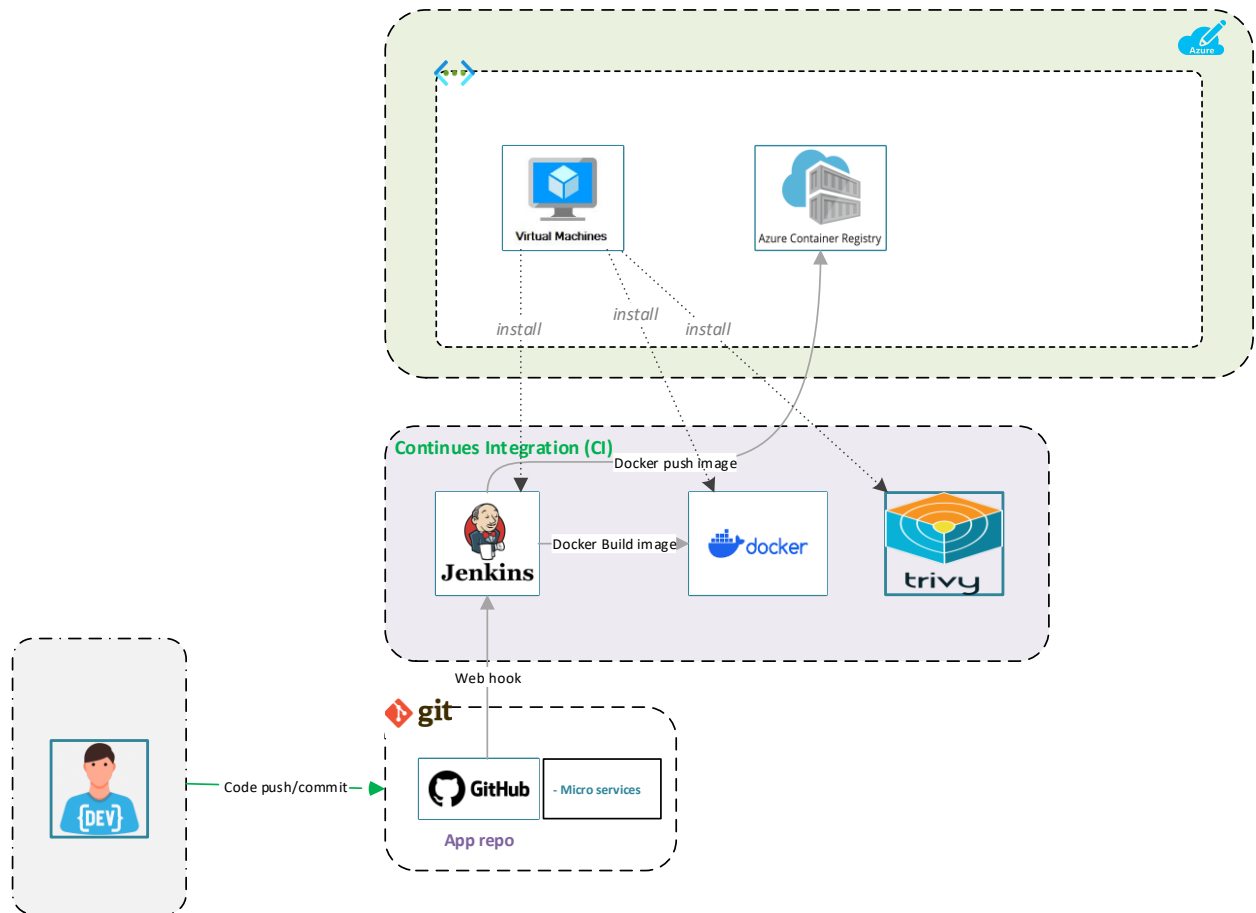 Azure
Virtual Machines
Azure Container Registry
install
install
install
Continues Integration (CI)
Docker push image
Jenkins
Docker Build image
docker
trivy
Web hook
git
{DEV}
Code push/commit
GitHub
- Micro services
App repo